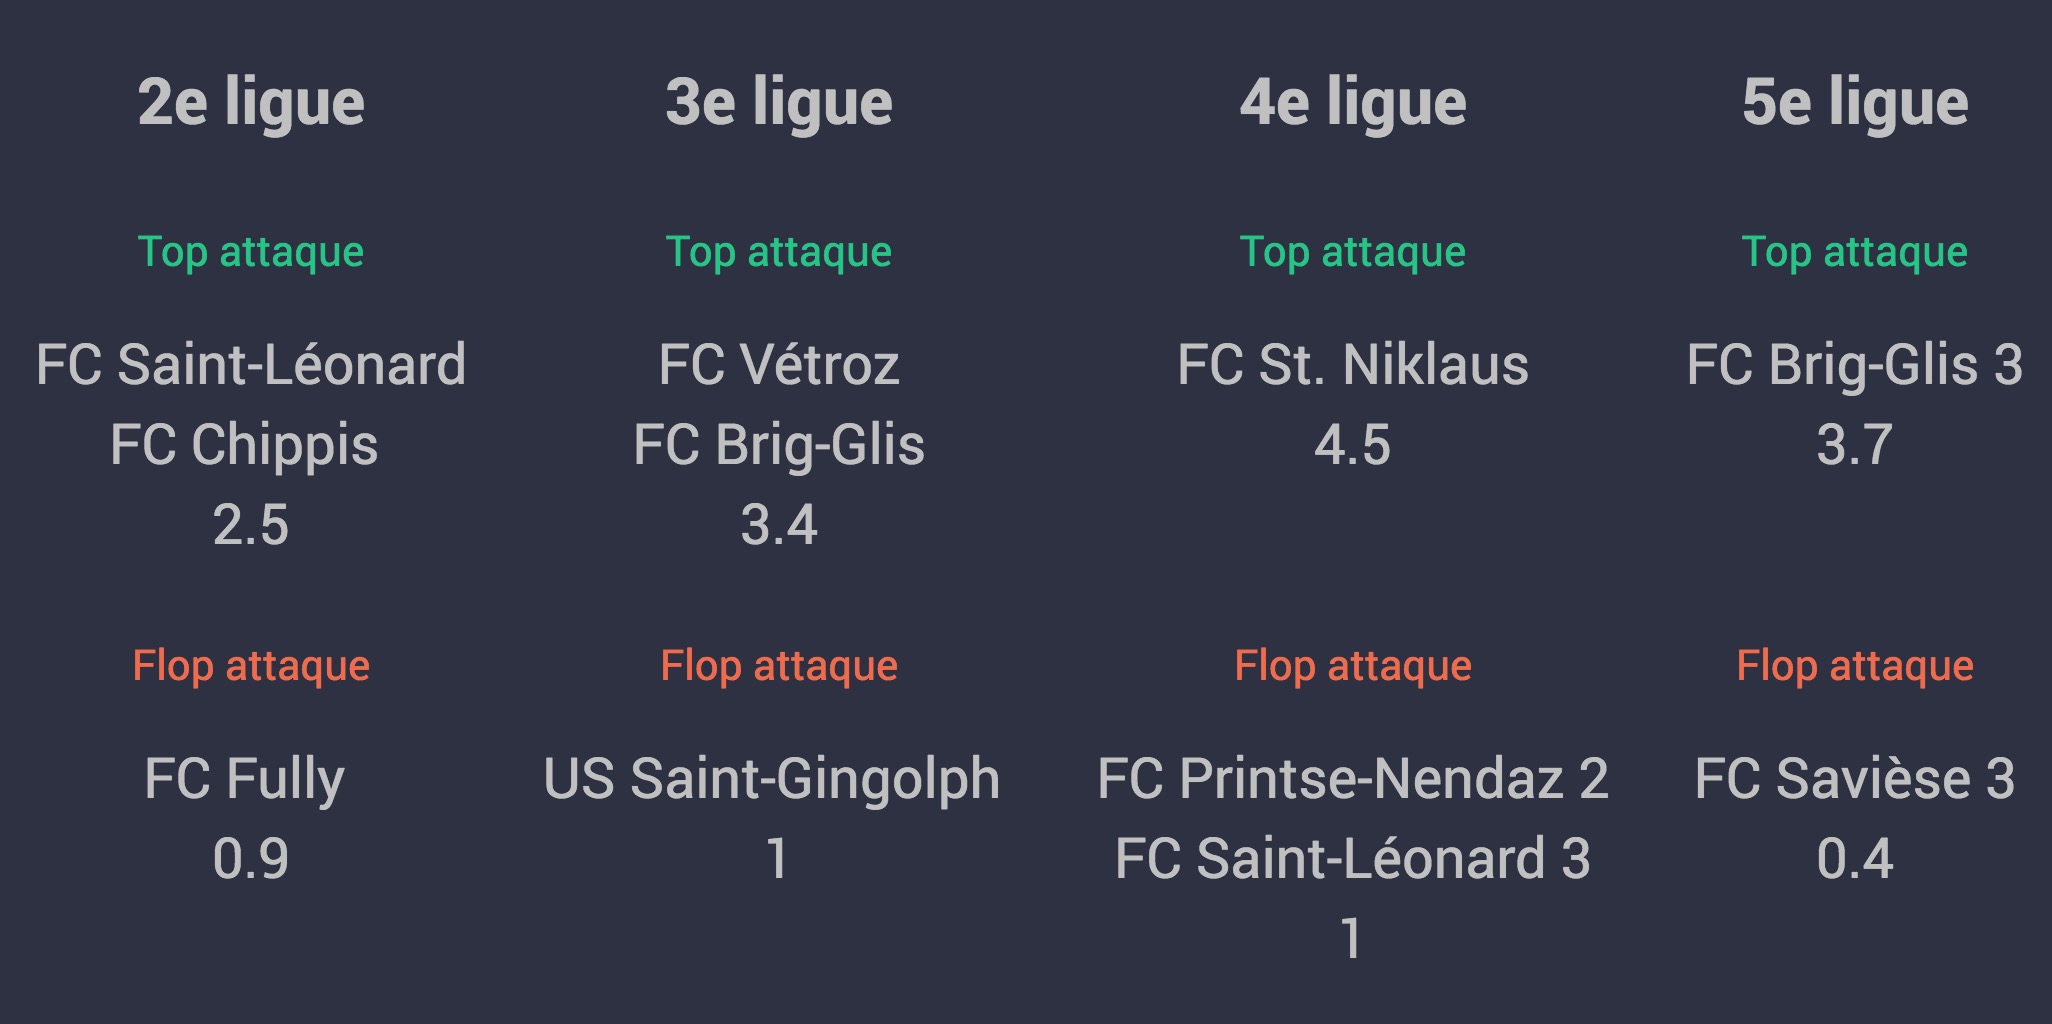 2e ligue
Top attaque
FC Saint-Léonard
FC Chippis
2.5
Flop attaque
FC Fully
0.9
3e ligue
Top attaque
FC Vétroz
FC Brig-Glis
3.4
Flop attaque
US Saint-Gingolph
1
4e ligue
Top attaque
FC St. Niklaus
4.5
Flop attaque
FC Printse-Nendaz 2
FC Saint-Léonard 3
1
5e ligue
Top attaque
FC Brig-Glis 3
3.7
Flop attaque
FC Savièse 3
0.4